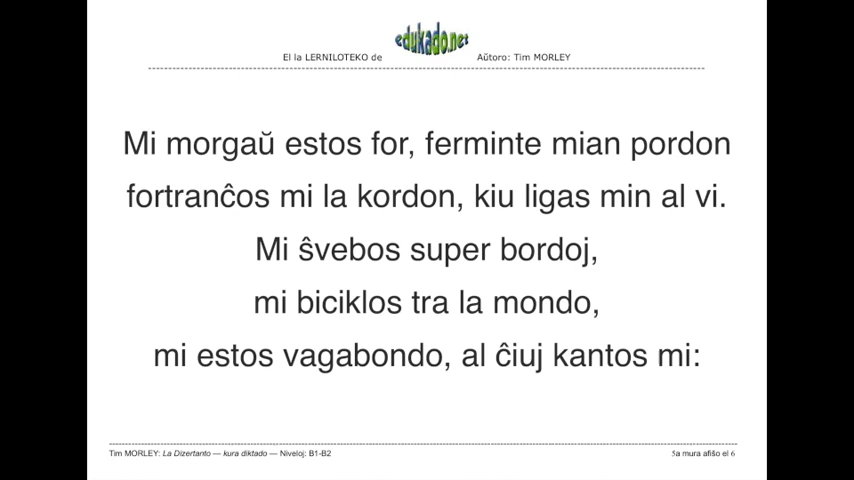 edukado.net
El la LERNILOTEKO de Aŭtoro: Tim MORLEY
Mi morgaŭ estos for, ferminte mian pordon
fortranĉos mi la kordon, kiu ligas min al vi.
Mi ŝvebos super bordoj,
mi biciklos tra la mondo,
mi estos vagabondo, al ĉiuj kantos mi:
Tim MORLEY: La Dizertanto — kura diktado — Niveloj: B1-B2 5a mura afiŝo el 6